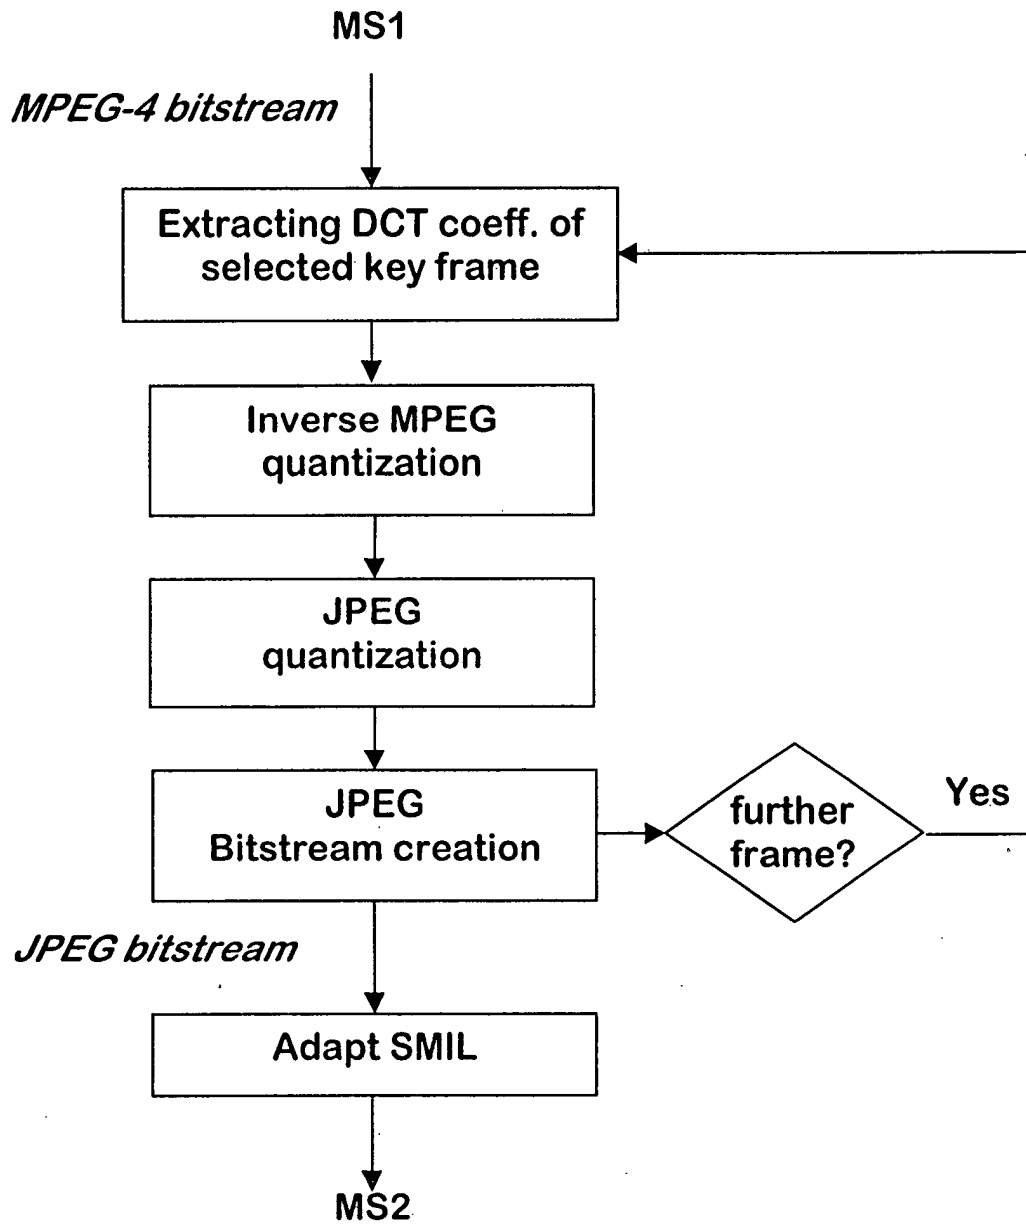 MS1
MPEG-4 bitstream
Extracting DCT coeff. of
selected key frame
Inverse MPEG
quantization
JPEG
quantization
JPEG
Bitstream creation
further
frame?
Yes
JPEG bitstream
Adapt SMIL
MS2